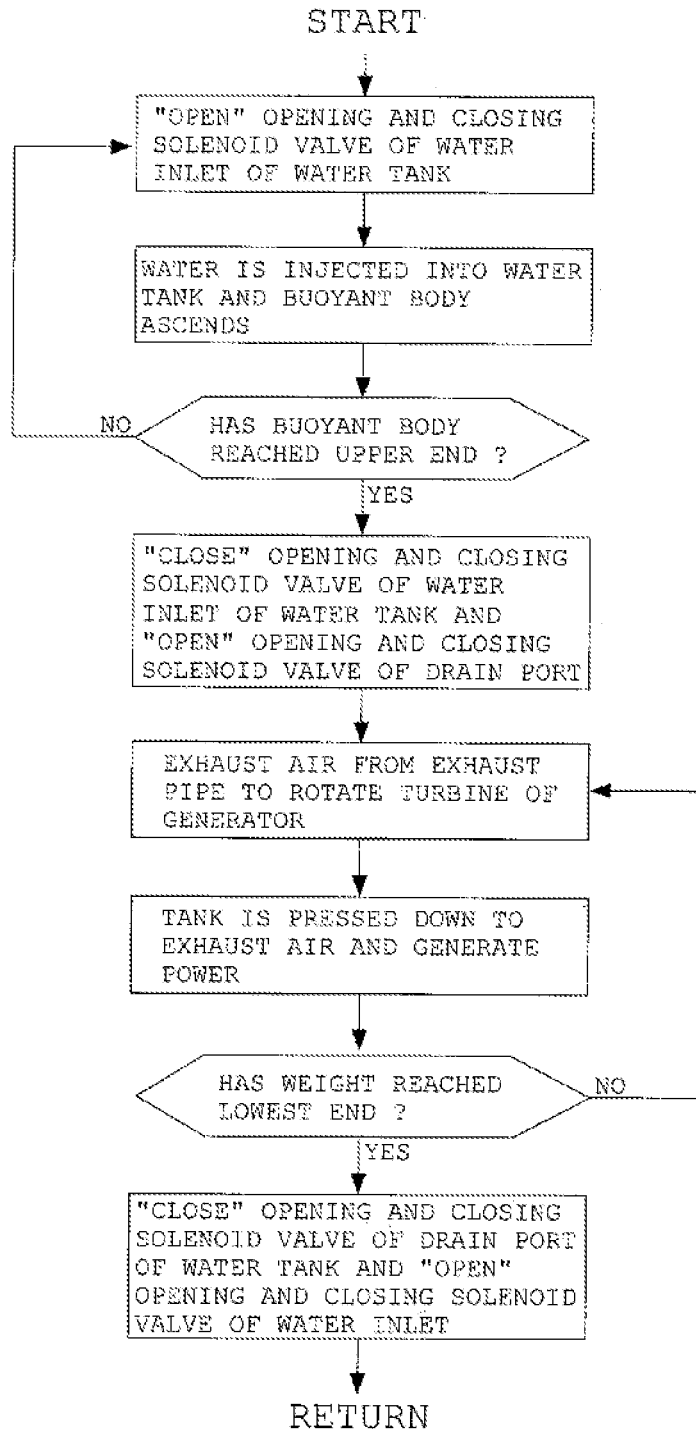 START
"OPEN" OPENING AND CLOSING
SOLENOID VALVE OF WATER
INLET OF WATER TANK
WATER IS INJECTED INTO WATER
TANK AND BUOYANT BODY
ASCENDS
NO
HAS BUOYANT BODY
REACHED UPPER END ?
YES
"CLOSE" OPENING AND CLOSING
SOLENOID VALVE OF WATER
INLET OF WATER TANK AND
"OPEN" OPENING AND CLOSING
SOLENOID VALVE OF DRAIN PORT
EXHAUST AIR FROM EXHAUST
PIPE TO ROTATE TURBINE OF
GENERATOR
TANK IS PRESSED DOWN TO
EXHAUST AIR AND GENERATE
POWER
HAS WEIGHT REACHED
LOWEST END ?
NO
YES
"CLOSE" OPENING AND CLOSING
SOLENOID VALVE OF DRAIN PORT
OF WATER TANK AND "OPEN"
OPENING AND CLOSING SOLENOID
VALVE OF WATER INLET
RETURN